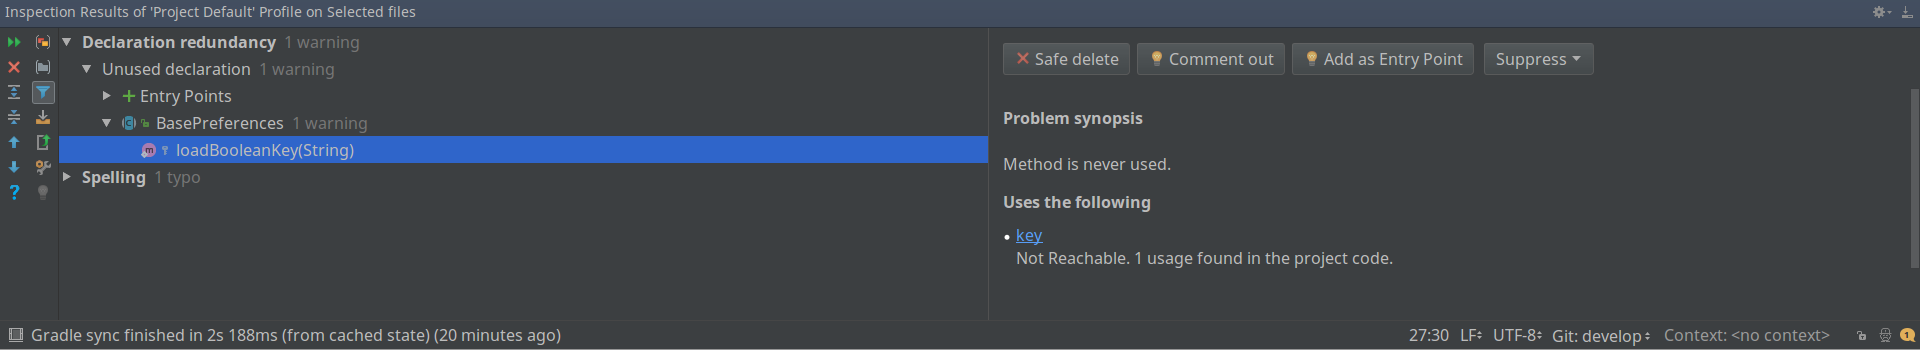 Inspection Results of 'Project Default' Profile on Selected files
Declaration redundancy 1 warning
Unused declaration 1 warning
Entry Points
BasePreferences 1 warning
loadBooleanKey(String)
Spelling 1 typo
Safe delete Comment out Add as Entry Point Suppress
Problem synopsis
Method is never used.
Uses the following
• key
Not Reachable. 1 usage found in the project code.
Gradle sync finished in 2s 188ms (from cached state) (20 minutes ago) 27:30 LF UTF-8 Git: develop Context: <no context> 1